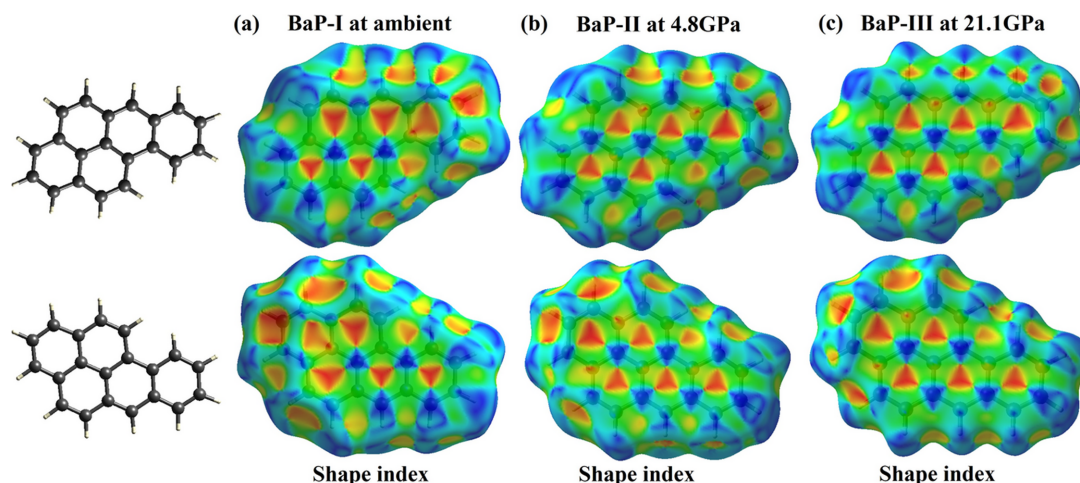 (a) BaP-I at ambient (b) BaP-II at 4.8GPa (c) BaP-III at 21.1GPa
Shape index Shape index Shape index